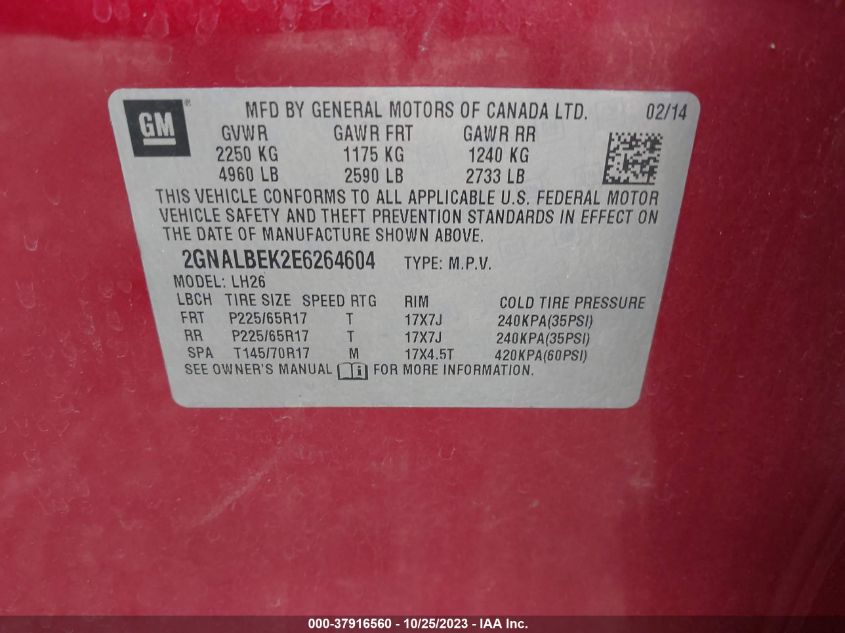 GM ® MFD BY GENERAL MOTORS OF CANADA LTD. 02/14
GVWR GAWR FRT GAWR RR
2250 KG 1175 KG 1240 KG
4960 LB 2590 LB 2733 LB
THIS VEHICLE CONFORMS TO ALL APPLICABLE U.S. FEDERAL MOTOR
VEHICLE SAFETY AND THEFT PREVENTION STANDARDS IN EFFECT ON
THE DATE OF MANUFACTURE SHOWN ABOVE.
2GNALBEK2E6264604 TYPE: M.P.V.
MODEL: LH26
LBCH TIRE SIZE SPEED RTG RIM COLD TIRE PRESSURE
FRT P225/65R17 T 17X7J 240KPA(35PSI)
RR P225/65R17 T 17X7J 240KPA(35PSI)
SPA T145/70R17 M 17X4.5T 420KPA(60PSI)
SEE OWNER'S MANUAL FOR MORE INFORMATION.
000-37916560 - 10/25/2023 - IAA Inc.